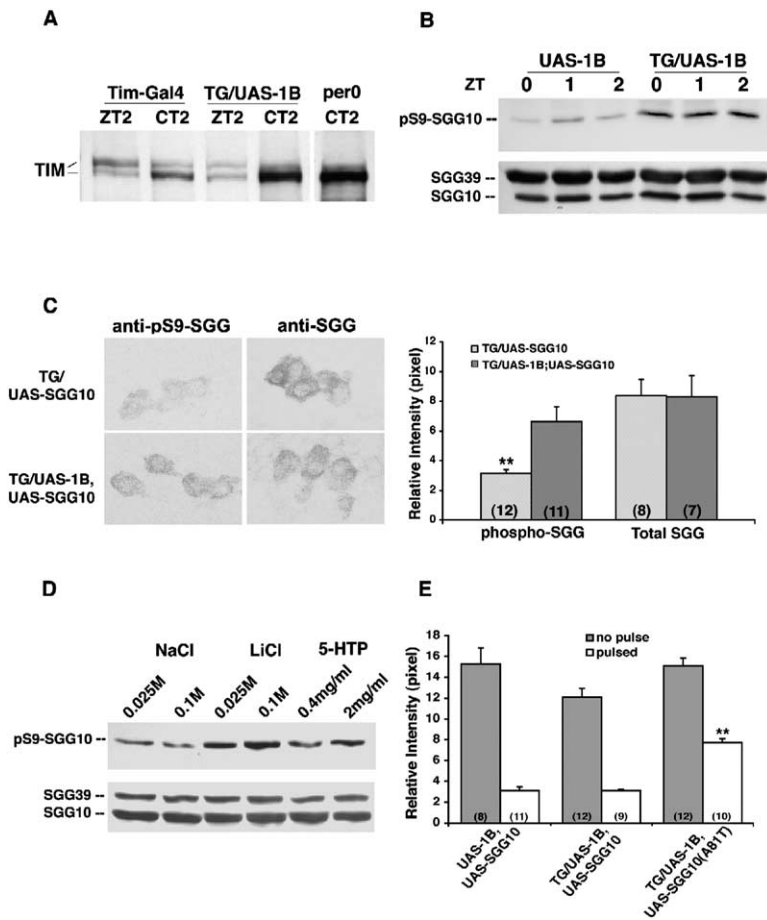 A
Tim-Gal4 TG/UAS-1B per0
ZT2 CT2 ZT2 CT2 CT2
TIM
B
UAS-1B TG/UAS-1B
ZT 0 1 2 0 1 2
pS9-SGG10 --
SGG39 --
SGG10 --
C
anti-pS9-SGG anti-SGG
TG/
UAS-SGG10
TG/UAS-1B,
UAS-SGG10
Relative Intensity (pixel)
12
10
8
6
4
2
0
TG/UAS-SGG10
TG/UAS-1B;UAS-SGG10
**
(12) (11) (8) (7)
phospho-SGG Total SGG
D
NaCl LiCl 5-HTP
0.025M 0.1M 0.025M 0.1M 0.4mg/ml 2mg/ml
pS9-SGG10 --
SGG39 --
SGG10 --
E
Relative Intensity (pixel)
18
16
14
12
10
8
6
4
2
0
no pulse
pulsed
**
(8) (11) (12) (9) (12) (10)
UAS-1B,
UAS-SGG10
TG/UAS-1B,
UAS-SGG10
TG/UAS-1B,
UAS-SGG10(A81T)